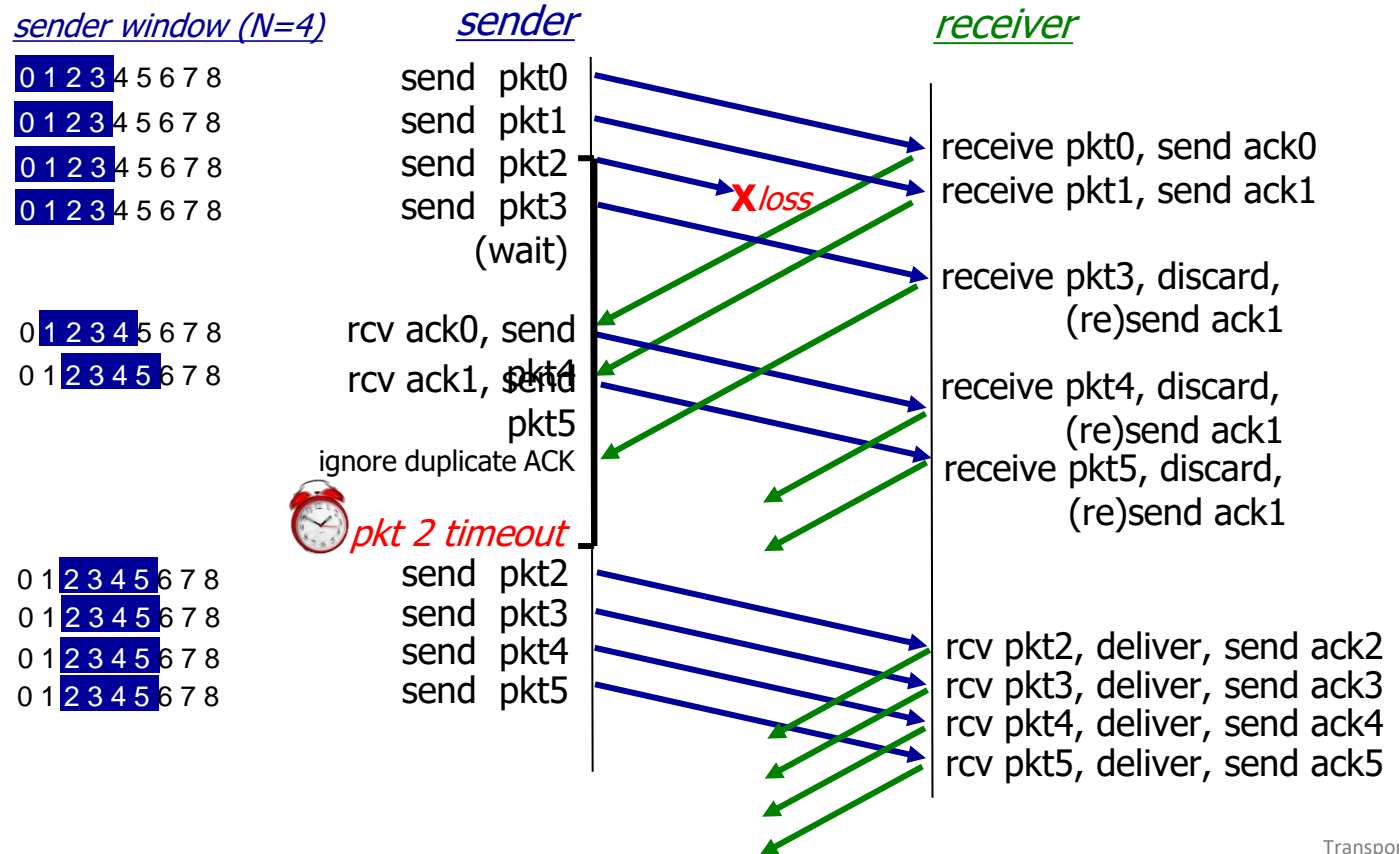 sender window (N=4)
sender
receiver
0 1 2 3 4 5 6 7 8
send pkt0
0 1 2 3 4 5 6 7 8
send pkt1
receive pkt0, send ack0
0 1 2 3 4 5 6 7 8
send pkt2
receive pkt1, send ack1
X loss
0 1 2 3 4 5 6 7 8
send pkt3
(wait)
receive pkt3, discard,
(re)send ack1
0 1 2 3 4 5 6 7 8
rcv ack0, send
pkt4
0 1 2 3 4 5 6 7 8
rcv ack1, send
pkt5
receive pkt4, discard,
(re)send ack1
ignore duplicate ACK
receive pkt5, discard,
(re)send ack1
pkt 2 timeout
0 1 2 3 4 5 6 7 8
send pkt2
0 1 2 3 4 5 6 7 8
send pkt3
0 1 2 3 4 5 6 7 8
send pkt4
0 1 2 3 4 5 6 7 8
send pkt5
rcv pkt2, deliver, send ack2
rcv pkt3, deliver, send ack3
rcv pkt4, deliver, send ack4
rcv pkt5, deliver, send ack5
Transpor